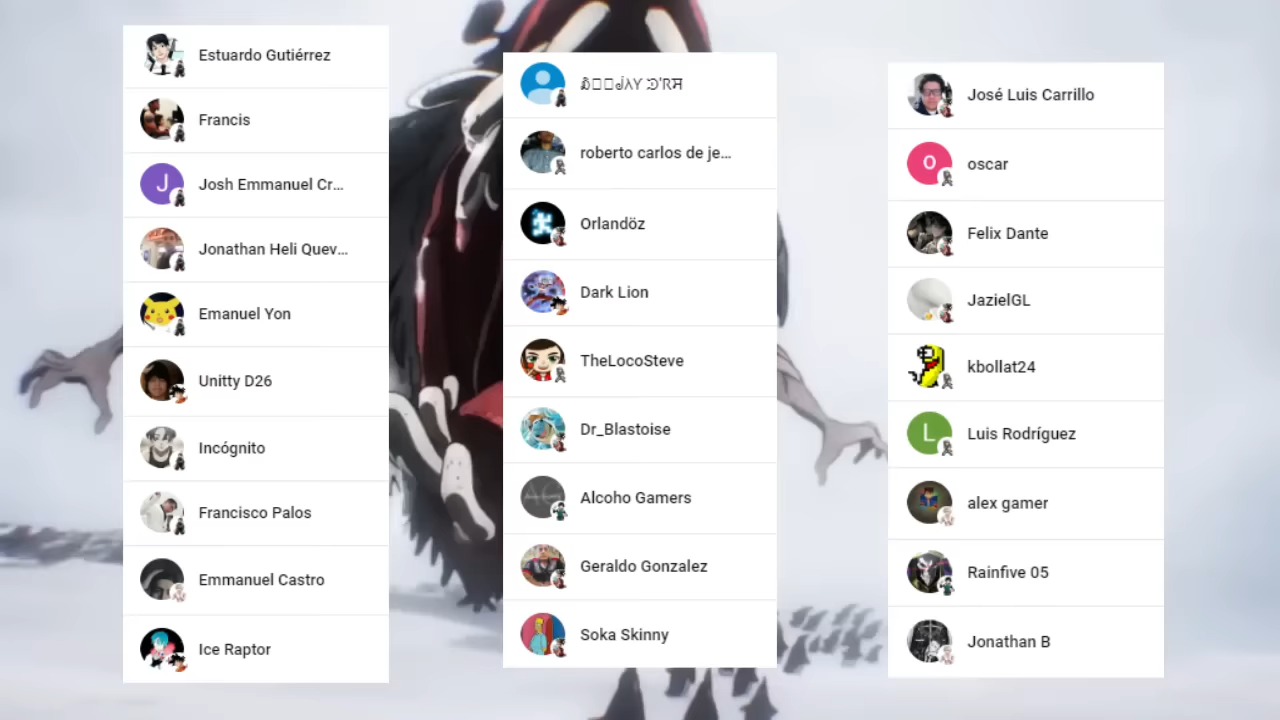 Estuardo Gutiérrez
Francis
Josh Emmanuel Cr...
Jonathan Heli Quev...
Emanuel Yon
Unitty D26
Incógnito
Francisco Palos
Emmanuel Castro
Ice Raptor
roberto carlos de je...
Orlandöz
Dark Lion
TheLocoSteve
Dr_Blastoise
Alcoho Gamers
Geraldo Gonzalez
Soka Skinny
José Luis Carrillo
O
oscar
Felix Dante
JazielGL
kbollat24
L
Luis Rodríguez
alex gamer
Rainfive 05
Jonathan B